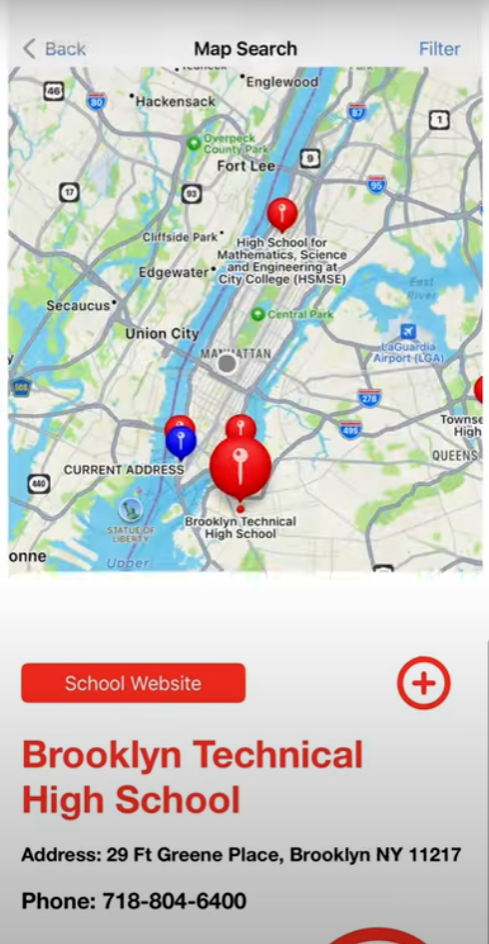 Back
Map Search
Filter
46
80
Hackensack
Englewood
87
1
Overpeck
County Park
Fort Lee
9
95
17
93
Cliffside Park
High School for
Mathematics, Science
and Engineering at
City College (HSMSE)
Edgewater
East
River
Secaucus
Central Park
Union City
LaGuardia
Airport (LGA)
MANHATTAN
508
278
495
Towns
High
QUEENS
CURRENT ADDRESS
440
STATUE OF
LIBERTY
Brooklyn Technical
High School
onne
Upper
School Website
Brooklyn Technical
High School
Address: 29 Ft Greene Place, Brooklyn NY 11217
Phone: 718-804-6400